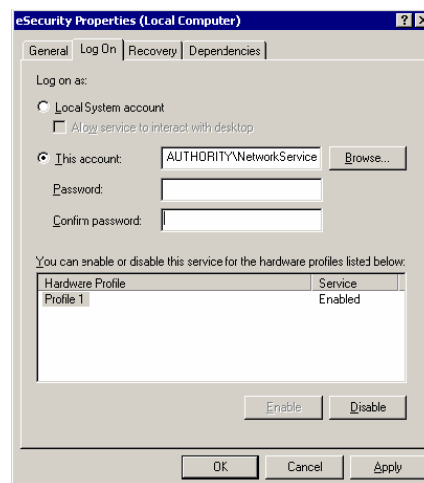 eSecurity Properties (Local Computer)
General Log On Recovery Dependencies
Log on as:
Local System account
Allow service to interact with desktop
This account: AUTHORITY\NetworkService Browse...
Password:
Confirm password:
You can enable or disable this service for the hardware profiles listed below:
Hardware Profile Service
Profile 1 Enabled
Enable Disable
OK Cancel Apply